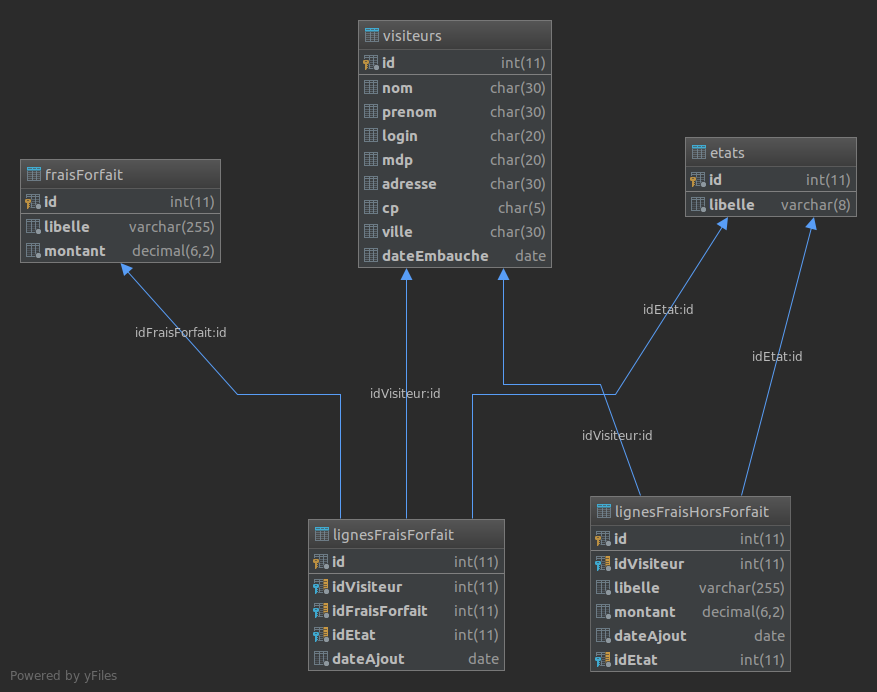 visiteurs
id int(11)
nom char(30)
prenom char(30)
login char(20)
mdp char(20)
adresse char(30)
cp char(5)
ville char(30)
dateEmbauche date
fraisForfait
id int(11)
libelle varchar(255)
montant decimal(6,2)
etats
id int(11)
libelle varchar(8)
idFraisForfait:id
idVisiteur:id
idEtat:id
idVisiteur:id
idEtat:id
lignesFraisForfait
id int(11)
idVisiteur int(11)
idFraisForfait int(11)
idEtat int(11)
dateAjout date
lignesFraisHorsForfait
id int(11)
idVisiteur int(11)
libelle varchar(255)
montant decimal(6,2)
dateAjout date
idEtat int(11)
Powered by yFiles